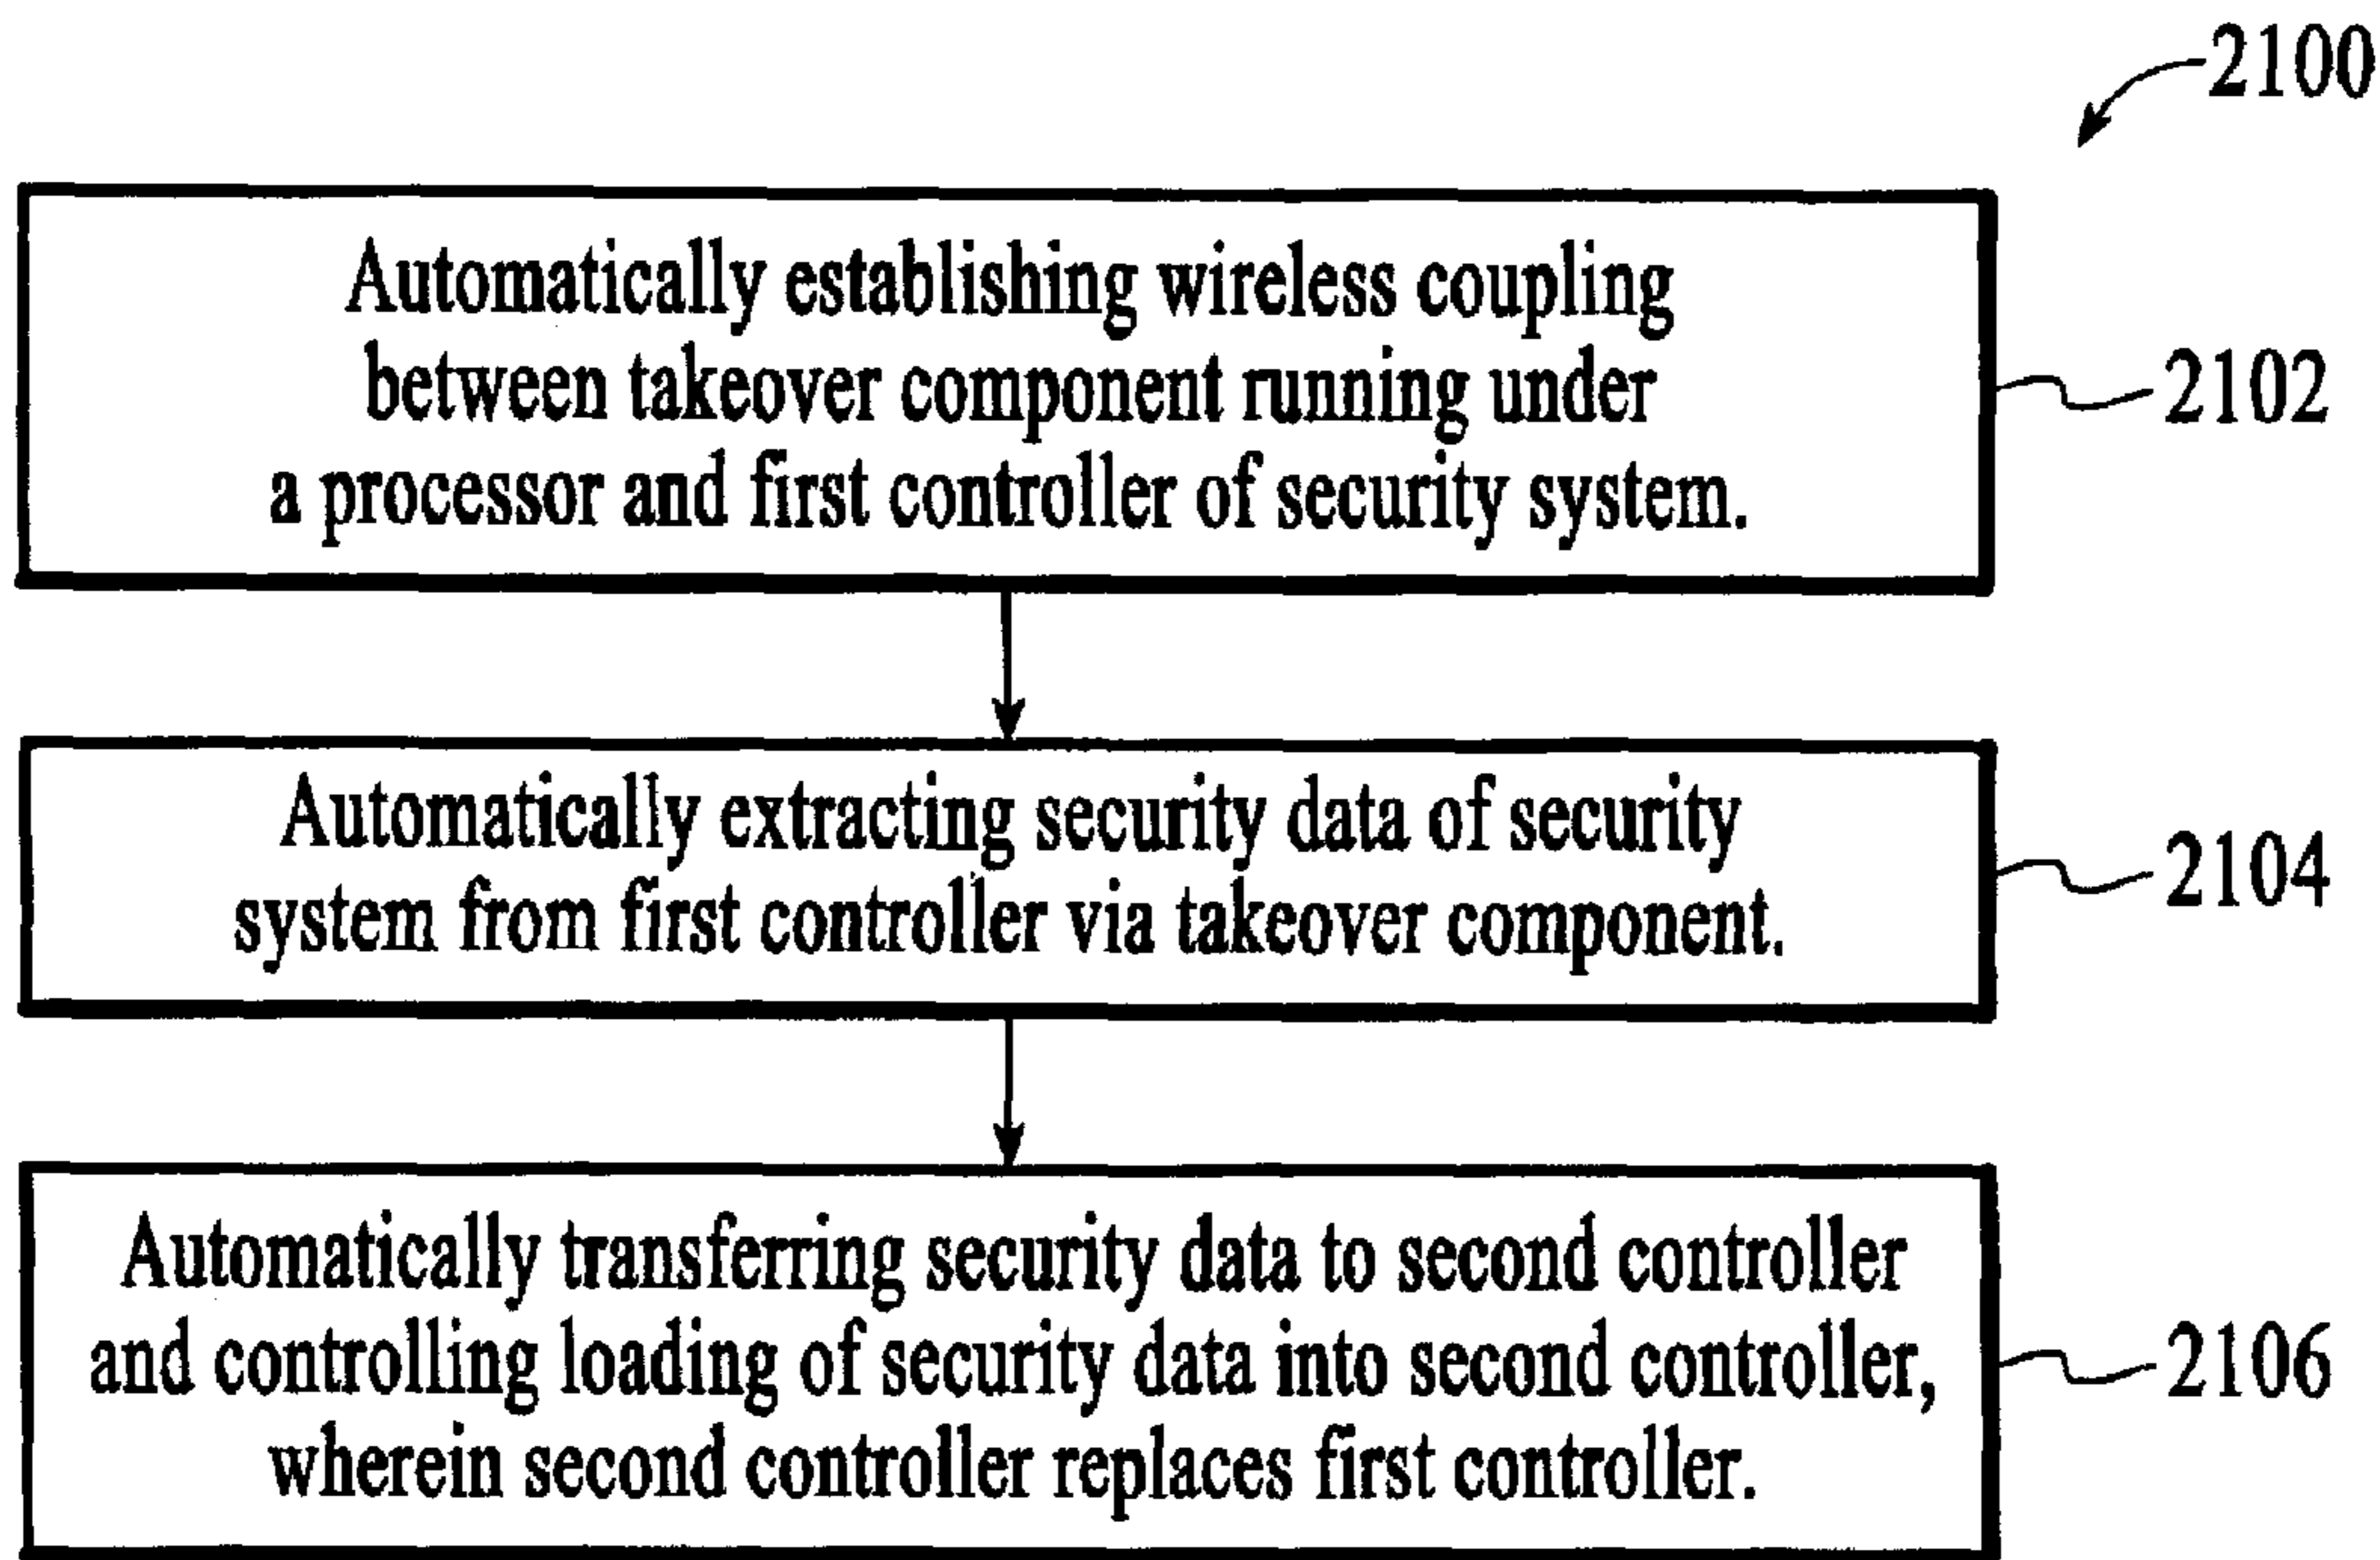 2100
Automatically establishing wireless coupling
between takeover component running under
a processor and first controller of security system.
2102
Automatically extracting security data of security
system from first controller via takeover component.
2104
Automatically transferring security data to second controller
and controlling loading of security data into second controller,
wherein second controller replaces first controller.
2106